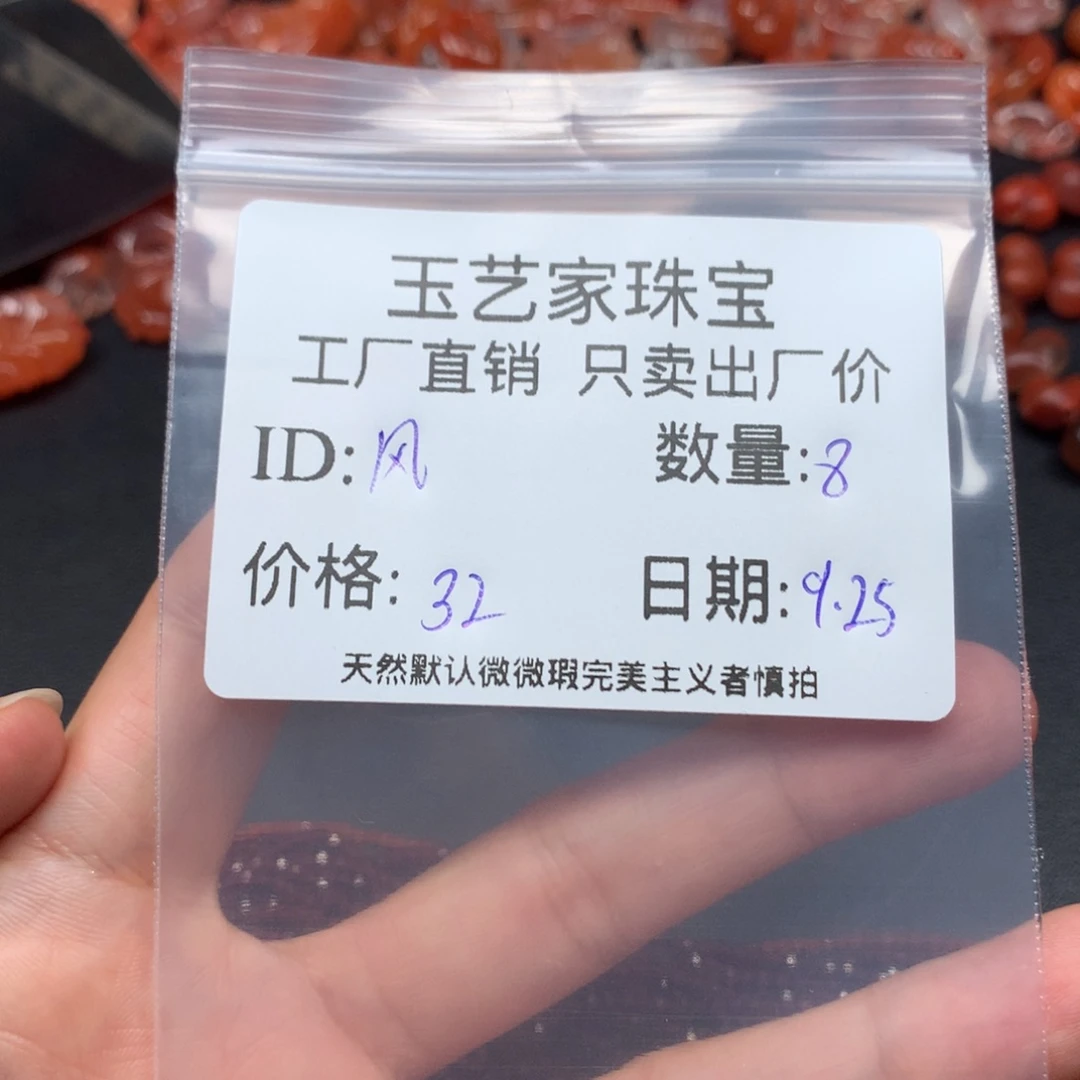 玉艺家珠宝
工厂直销 只卖出厂价
ID:风 数量:8
价格:32 日期:9.25
天然默认微微瑕完美主义者慎拍